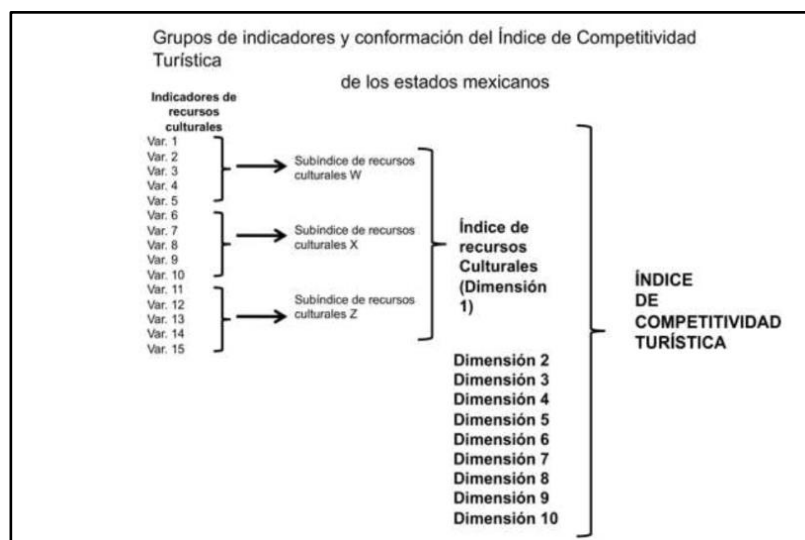 Grupos de indicadores y conformación del Índice de Competitividad
Turística
de los estados mexicanos
Indicadores de
recursos
culturales
Var. 1
Var. 2
Var. 3
Var. 4
Var. 5
Var. 6
Var. 7
Var. 8
Var. 9
Var. 10
Var. 11
Var. 12
Var. 13
Var. 14
Var. 15
Subíndice de recursos
culturales W
Subíndice de recursos
culturales X
Subíndice de recursos
culturales Z
Índice de
recursos
Culturales
(Dimensión
1)
Dimensión 2
Dimensión 3
Dimensión 4
Dimensión 5
Dimensión 6
Dimensión 7
Dimensión 8
Dimensión 9
Dimensión 10
ÍNDICE
DE
COMPETITIVIDAD
TURÍSTICA